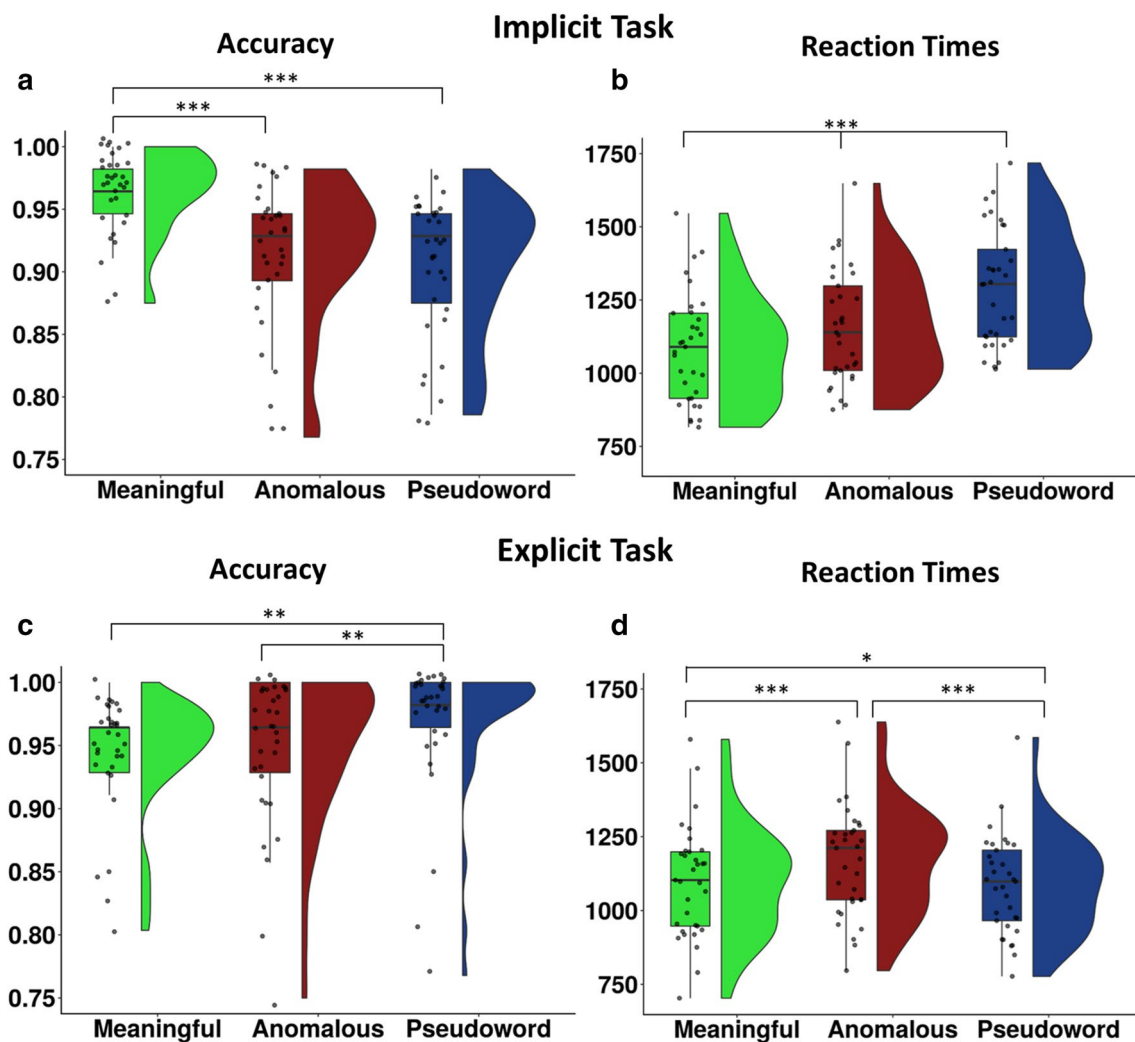 Implicit Task
Accuracy
Reaction Times
a
***
***
1.00
0.95
0.90
0.85
0.80
0.75
Meaningful Anomalous Pseudoword
b
***
1750
1500
1250
1000
750
Meaningful Anomalous Pseudoword
Explicit Task
Accuracy
Reaction Times
c
**
**
1.00
0.95
0.90
0.85
0.80
0.75
Meaningful Anomalous Pseudoword
d
*
*** ***
1750
1500
1250
1000
750
Meaningful Anomalous Pseudoword